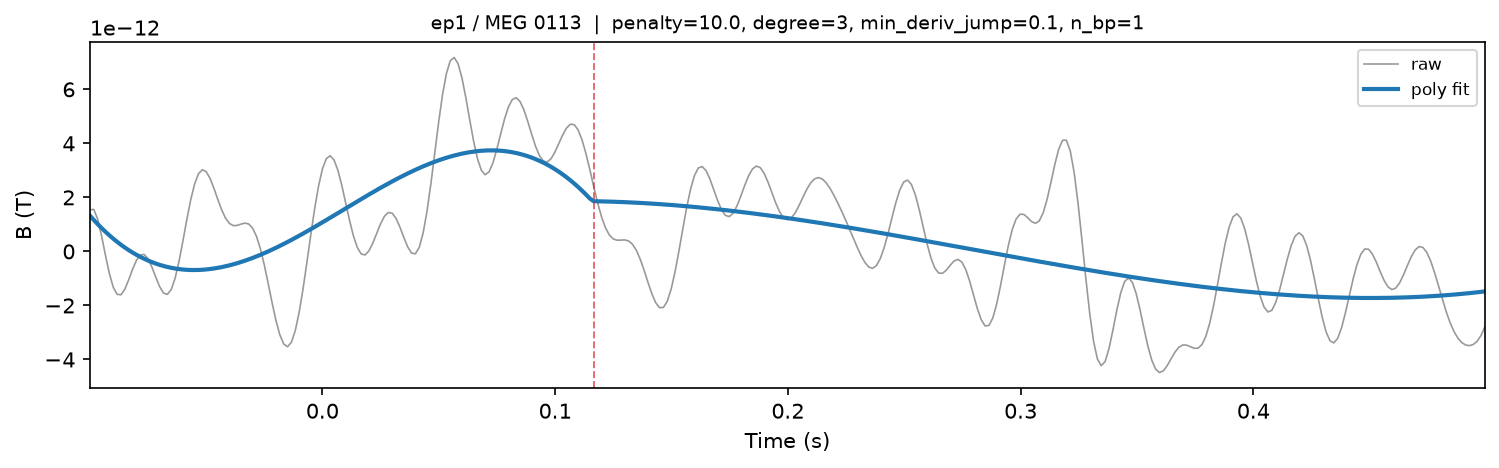 ep1 / MEG 0113 | penalty=10.0, degree=3, min_deriv_jump=0.1, n_bp=1
1e−12
raw
poly fit
6
4
2
0
−2
−4
B (T)
0.0 0.1 0.2 0.3 0.4
Time (s)